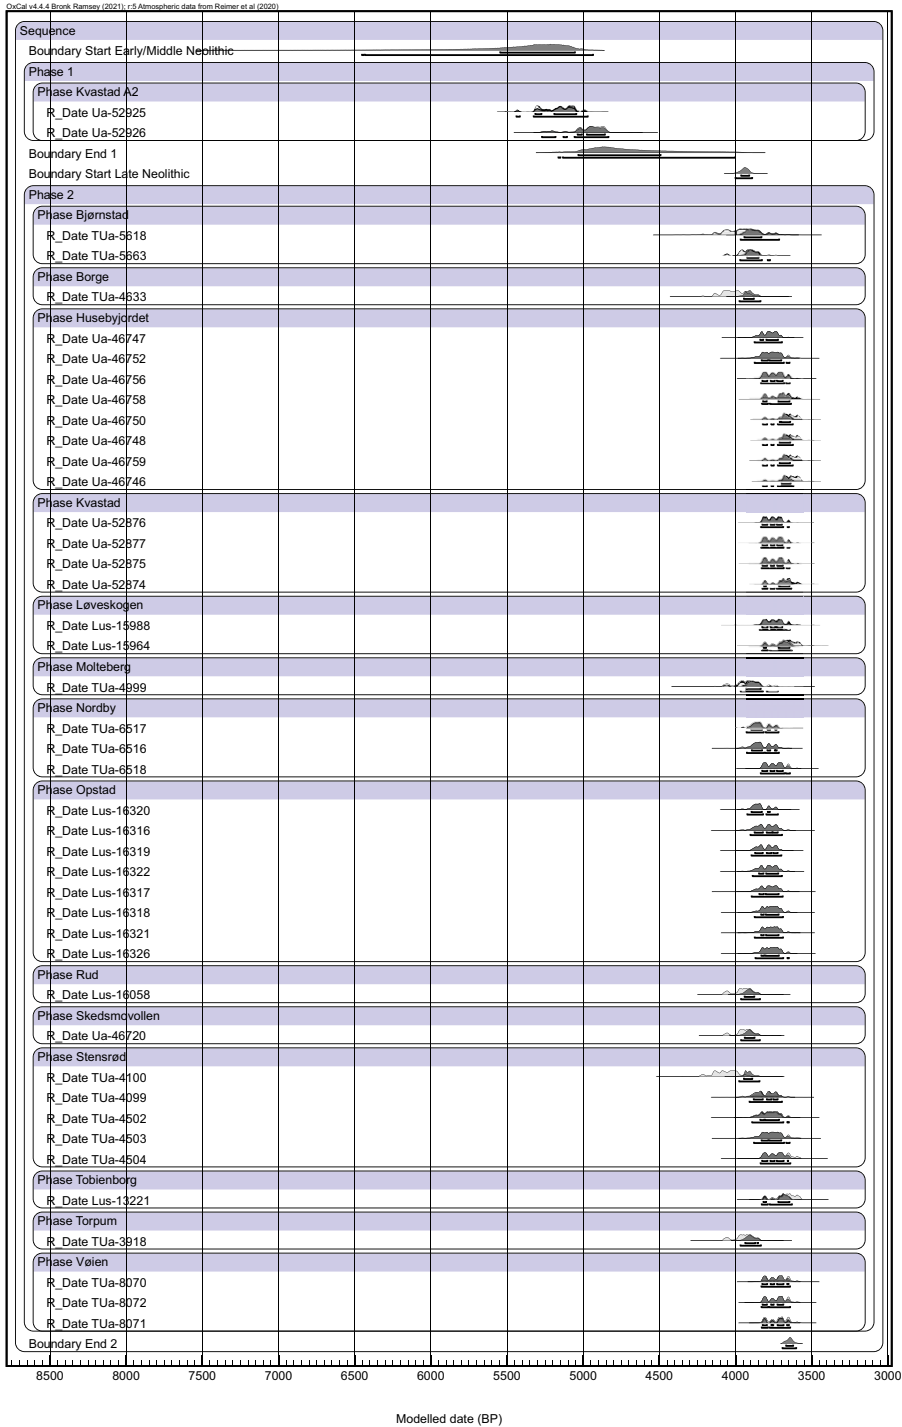 OxCal v4.4.4 Bronk Ramsey (2021); r:5 Atmospheric data from Reimer et al (2020)
Sequence
Boundary Start Early/Middle Neolithic
Phase 1
Phase Kvastad A2
R_Date Ua-52925
R_Date Ua-52926
Boundary End 1
Boundary Start Late Neolithic
Phase 2
Phase Bjørnstad
R_Date TUa-5618
R_Date TUa-5663
Phase Borge
R_Date TUa-4633
Phase Husebyjordet
R_Date Ua-46747
R_Date Ua-46752
R_Date Ua-46756
R_Date Ua-46758
R_Date Ua-46750
R_Date Ua-46748
R_Date Ua-46759
R_Date Ua-46746
Phase Kvastad
R_Date Ua-52876
R_Date Ua-52877
R_Date Ua-52875
R_Date Ua-52874
Phase Løveskogen
R_Date Lus-15988
R_Date Lus-15964
Phase Molteberg
R_Date TUa-4999
Phase Nordby
R_Date TUa-6517
R_Date TUa-6516
R_Date TUa-6518
Phase Opstad
R_Date Lus-16320
R_Date Lus-16316
R_Date Lus-16319
R_Date Lus-16322
R_Date Lus-16317
R_Date Lus-16318
R_Date Lus-16321
R_Date Lus-16326
Phase Rud
R_Date Lus-16058
Phase Skedsmovollen
R_Date Ua-46720
Phase Stensrød
R_Date TUa-4100
R_Date TUa-4099
R_Date TUa-4502
R_Date TUa-4503
R_Date TUa-4504
Phase Tobienborg
R_Date Lus-13221
Phase Torpum
R_Date TUa-3918
Phase Vøien
R_Date TUa-8070
R_Date TUa-8072
R_Date TUa-8071
Boundary End 2
8500 8000 7500 7000 6500 6000 5500 5000 4500 4000 3500 3000
Modelled date (BP)